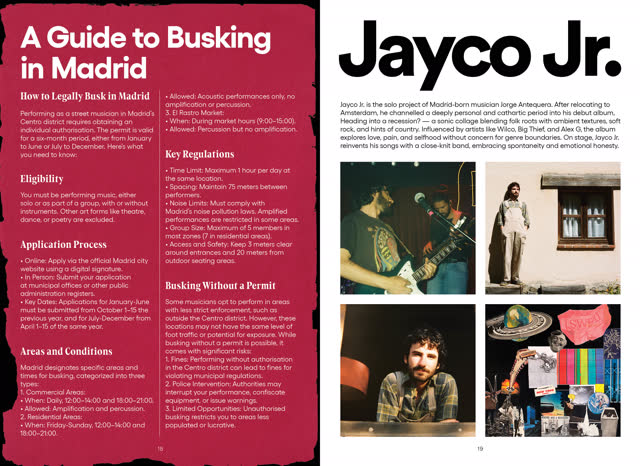 A Guide to Busking
in Madrid
How to Legally Busk in Madrid
Performing as a street musician in Madrid's
Centro district requires obtaining an
individual authorisation. The permit is valid
for a six-month period, either from January
to June or July to December. Here's what
you need to know:
Eligibility
You must be performing music, either
solo or as part of a group, with or without
instruments. Other art forms like theatre,
dance, or poetry are excluded.
Application Process
• Online: Apply via the official Madrid city
website using a digital signature.
• In Person: Submit your application
at municipal offices or other public
administration registers.
• Key Dates: Applications for January-June
must be submitted from October 1–15 the
previous year, and for July-December from
April 1–15 of the same year.
Areas and Conditions
Madrid designates specific areas and
times for busking, categorized into three
types:
1. Commercial Areas:
• When: Daily, 12:00–14:00 and 18:00–21:00.
• Allowed: Amplification and percussion.
2. Residential Areas:
• When: Friday-Sunday, 12:00–14:00 and
18:00–21:00.
• Allowed: Acoustic performances only, no
amplification or percussion.
3. El Rastro Market:
• When: During market hours (9:00–15:00).
• Allowed: Percussion but no amplification.
Key Regulations
• Time Limit: Maximum 1 hour per day at
the same location.
• Spacing: Maintain 75 meters between
performers.
• Noise Limits: Must comply with
Madrid's noise pollution laws. Amplified
performances are restricted in some areas.
• Group Size: Maximum of 5 members in
most zones (7 in residential areas).
• Access and Safety: Keep 3 meters clear
around entrances and 20 meters from
outdoor seating areas.
Busking Without a Permit
Some musicians opt to perform in areas
with less strict enforcement, such as
outside the Centro district. However, these
locations may not have the same level of
foot traffic or potential for exposure. While
busking without a permit is possible, it
comes with significant risks:
1. Fines: Performing without authorisation
in the Centro district can lead to fines for
violating municipal regulations.
2. Police Intervention: Authorities may
interrupt your performance, confiscate
equipment, or issue warnings.
3. Limited Opportunities: Unauthorised
busking restricts you to areas less
populated or lucrative.
18
Jayco Jr.
Jayco Jr. is the solo project of Madrid-born musician Jorge Antequera. After relocating to
Amsterdam, he channelled a deeply personal and cathartic period into his debut album,
Heading into a recession? — a sonic collage blending folk roots with ambient textures, soft
rock, and hints of country. Influenced by artists like Wilco, Big Thief, and Alex G, the album
explores love, pain, and selfhood without concern for genre boundaries. On stage, Jayco Jr.
reinvents his songs with a close-knit band, embracing spontaneity and emotional honesty.
19